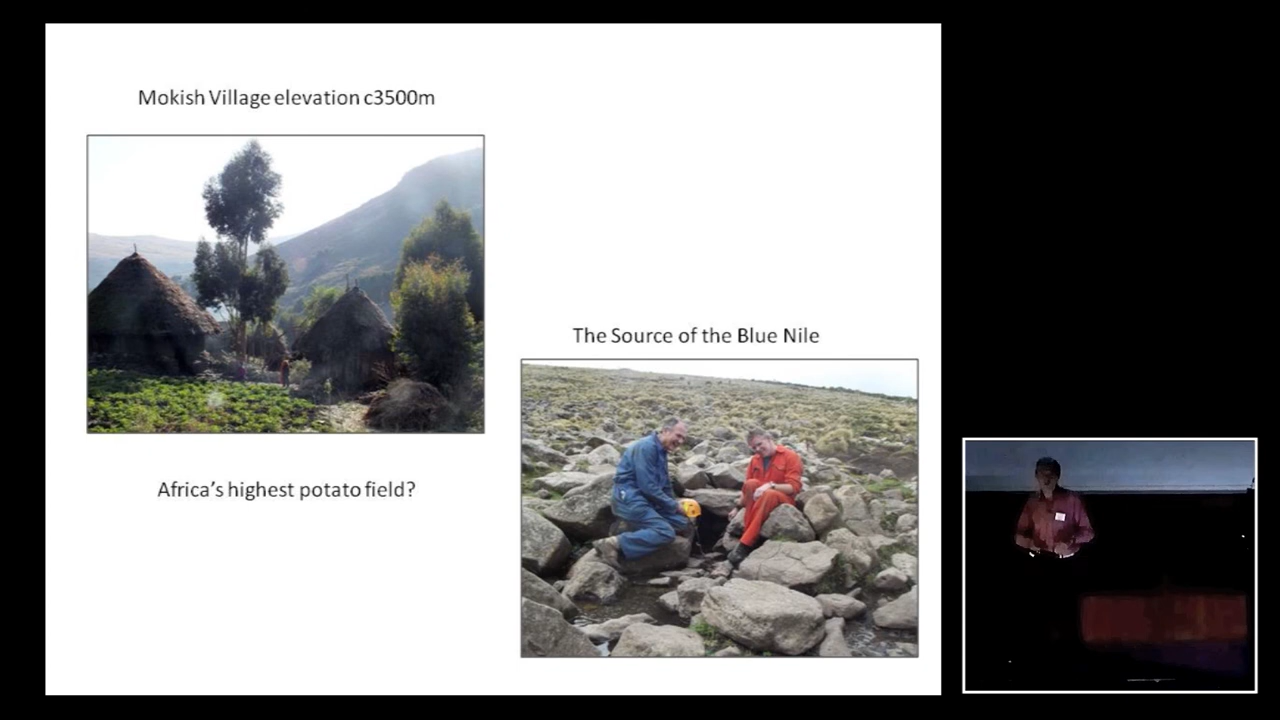 Mokish Village elevation c3500m
The Source of the Blue Nile
Africa's highest potato field?